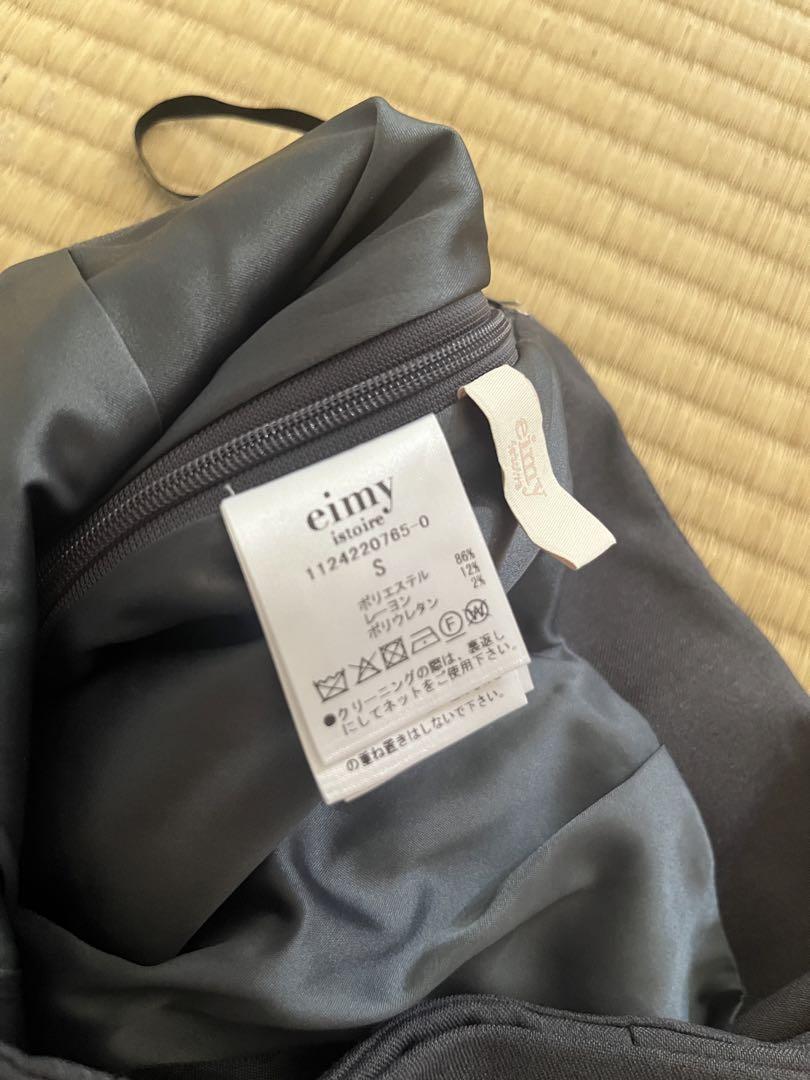 eimy
istoire
1124220765-0
S
ポリエステル 86%
レーヨン 12%
ポリウレタン 2%
F W
●クリーニングの際は、裏返し
にしてネットをご使用下さい。
の重ね置きはしないで下さい。
eimy
istoire